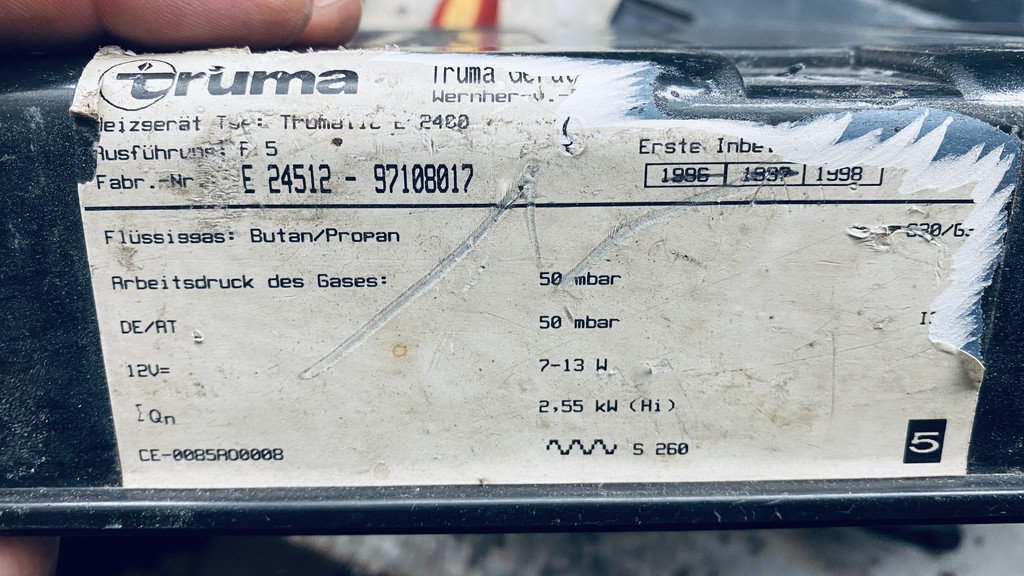 truma
Truma Gerät
Wernher-v.-
Heizgerät Typ: Trumatic E 2400
Ausführung: F 5
Fabr.-Nr E 24512 - 97108017
Erste Inbe
1996 1997 1998
Flüssiggas: Butan/Propan
Arbeitsdruck des Gases: 50 mbar
DE/AT 50 mbar
12V= 7-13 W
ΣQn 2,55 kW (Hi)
CE-0085AO0008 S 260
5